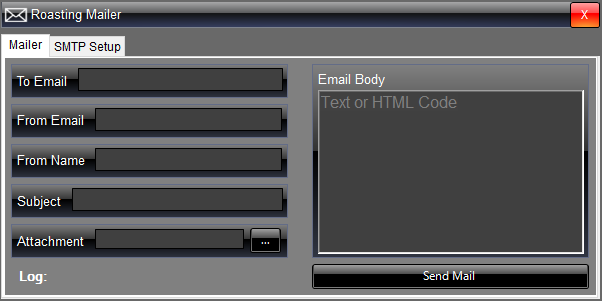 Roasting Mailer
X
Mailer
SMTP Setup
To Email
From Email
From Name
Subject
Attachment
...
Log:
Email Body
Text or HTML Code
Send Mail